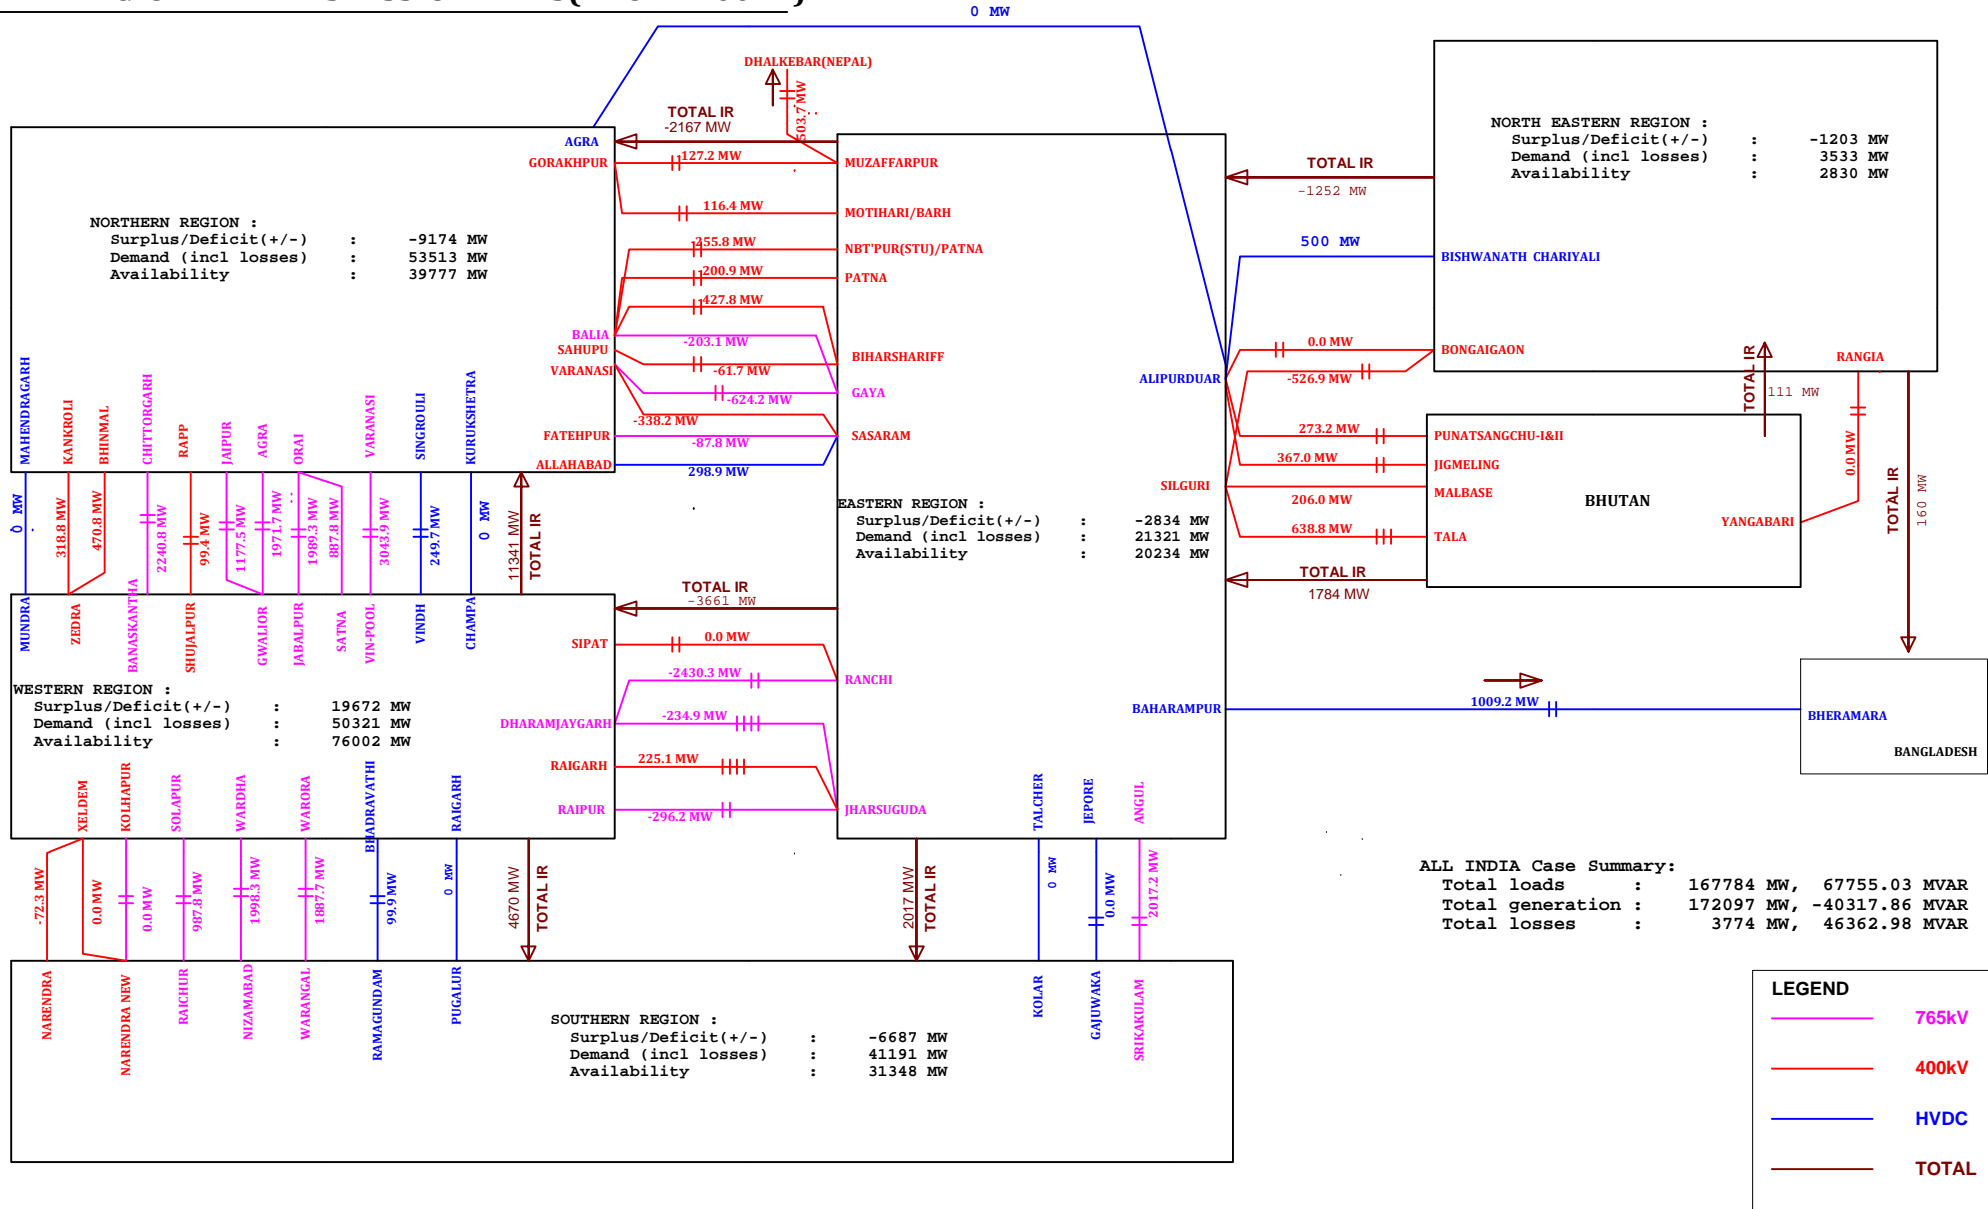 0 MW
DHALKEBAR(NEPAL)
503.7 MW
TOTAL IR
-2167 MW
AGRA
GORAKHPUR
127.2 MW
MUZAFFARPUR
116.4 MW
MOTIHARI/BARH
-255.8 MW
NBT'PUR(STU)/PATNA
-200.9 MW
PATNA
-427.8 MW
BALIA
-203.1 MW
SAHUPU
BIHARSHARIFF
VARANASI
-61.7 MW
-624.2 MW
GAYA
-338.2 MW
FATEHPUR
-87.8 MW
SASARAM
ALLAHABAD
298.9 MW
NORTHERN REGION :
Surplus/Deficit(+/-) : -9174 MW
Demand (incl losses) : 53513 MW
Availability : 39777 MW
NORTH EASTERN REGION :
Surplus/Deficit(+/-) : -1203 MW
Demand (incl losses) : 3533 MW
Availability : 2830 MW
TOTAL IR
-1252 MW
500 MW
BISHWANATH CHARIYALI
0.0 MW
BONGAIGAON
RANGIA
ALIPURDUAR
-526.9 MW
TOTAL IR
111 MW
273.2 MW
PUNATSANGCHU-I&II
367.0 MW
JIGMELING
SILGURI
206.0 MW
MALBASE
BHUTAN
638.8 MW
TALA
YANGABARI
0.0 MW
TOTAL IR
160 MW
TOTAL IR
1784 MW
MAHENDRAGARH
KANKROLI
BHINMAL
CHITTORGARH
RAPP
JAIPUR
AGRA
ORAI
VARANASI
SINGROULI
KURUKSHETRA
0 MW
318.8 MW
470.8 MW
2240.8 MW
99.4 MW
1177.5 MW
1971.7 MW
1989.3 MW
887.8 MW
3043.9 MW
249.7 MW
0 MW
11341 MW
TOTAL IR
MUNDRA
ZEDRA
BANASKANTHA
SHUJALPUR
GWALIOR
JABALPUR
SATNA
VIN-POOL
VINDH
CHAMPA
EASTERN REGION :
Surplus/Deficit(+/-) : -2834 MW
Demand (incl losses) : 21321 MW
Availability : 20234 MW
TOTAL IR
-3661 MW
SIPAT
0.0 MW
-2430.3 MW
RANCHI
DHARAMJAYGARH
-234.9 MW
RAIGARH
225.1 MW
RAIPUR
-296.2 MW
JHARSUGUDA
WESTERN REGION :
Surplus/Deficit(+/-) : 19672 MW
Demand (incl losses) : 50321 MW
Availability : 76002 MW
BAHARAMPUR
1009.2 MW
BHERAMARA
BANGLADESH
XELDEM
KOLHAPUR
SOLAPUR
WARDHA
WARORA
BHADRAVATHI
RAIGARH
TALCHER
JEPORE
ANGUL
-72.3 MW
0.0 MW
0.0 MW
987.8 MW
1998.3 MW
1887.7 MW
99.9 MW
0 MW
4670 MW
TOTAL IR
2017 MW
TOTAL IR
0 MW
0.0 MW
2017.2 MW
NARENDRA
NARENDRA NEW
RAICHUR
NIZAMABAD
WARANGAL
RAMAGUNDAM
PUGALUR
KOLAR
GAJUWAKA
SRIKAKULAM
ALL INDIA Case Summary:
Total loads : 167784 MW, 67755.03 MVAR
Total generation : 172097 MW, -40317.86 MVAR
Total losses : 3774 MW, 46362.98 MVAR
SOUTHERN REGION :
Surplus/Deficit(+/-) : -6687 MW
Demand (incl losses) : 41191 MW
Availability : 31348 MW
LEGEND
765kV
400kV
HVDC
TOTAL